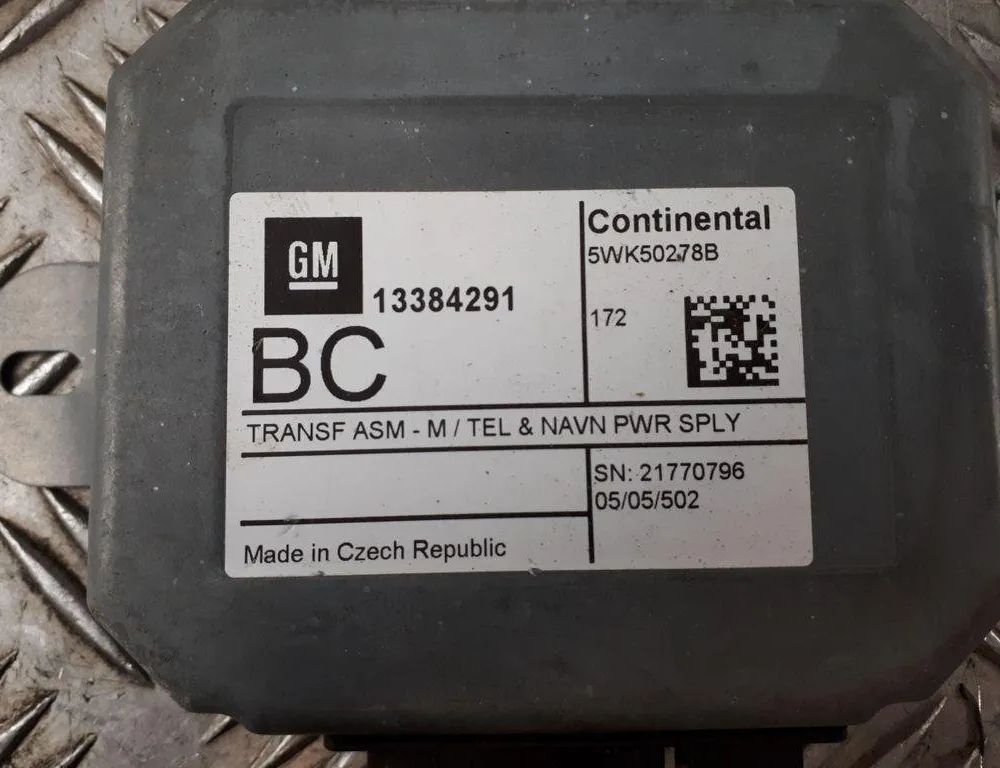 GM
13384291
BC
Continental
5WK50278B
172
TRANSF ASM - M / TEL & NAVN PWR SPLY
SN: 21770796
05/05/502
Made in Czech Republic